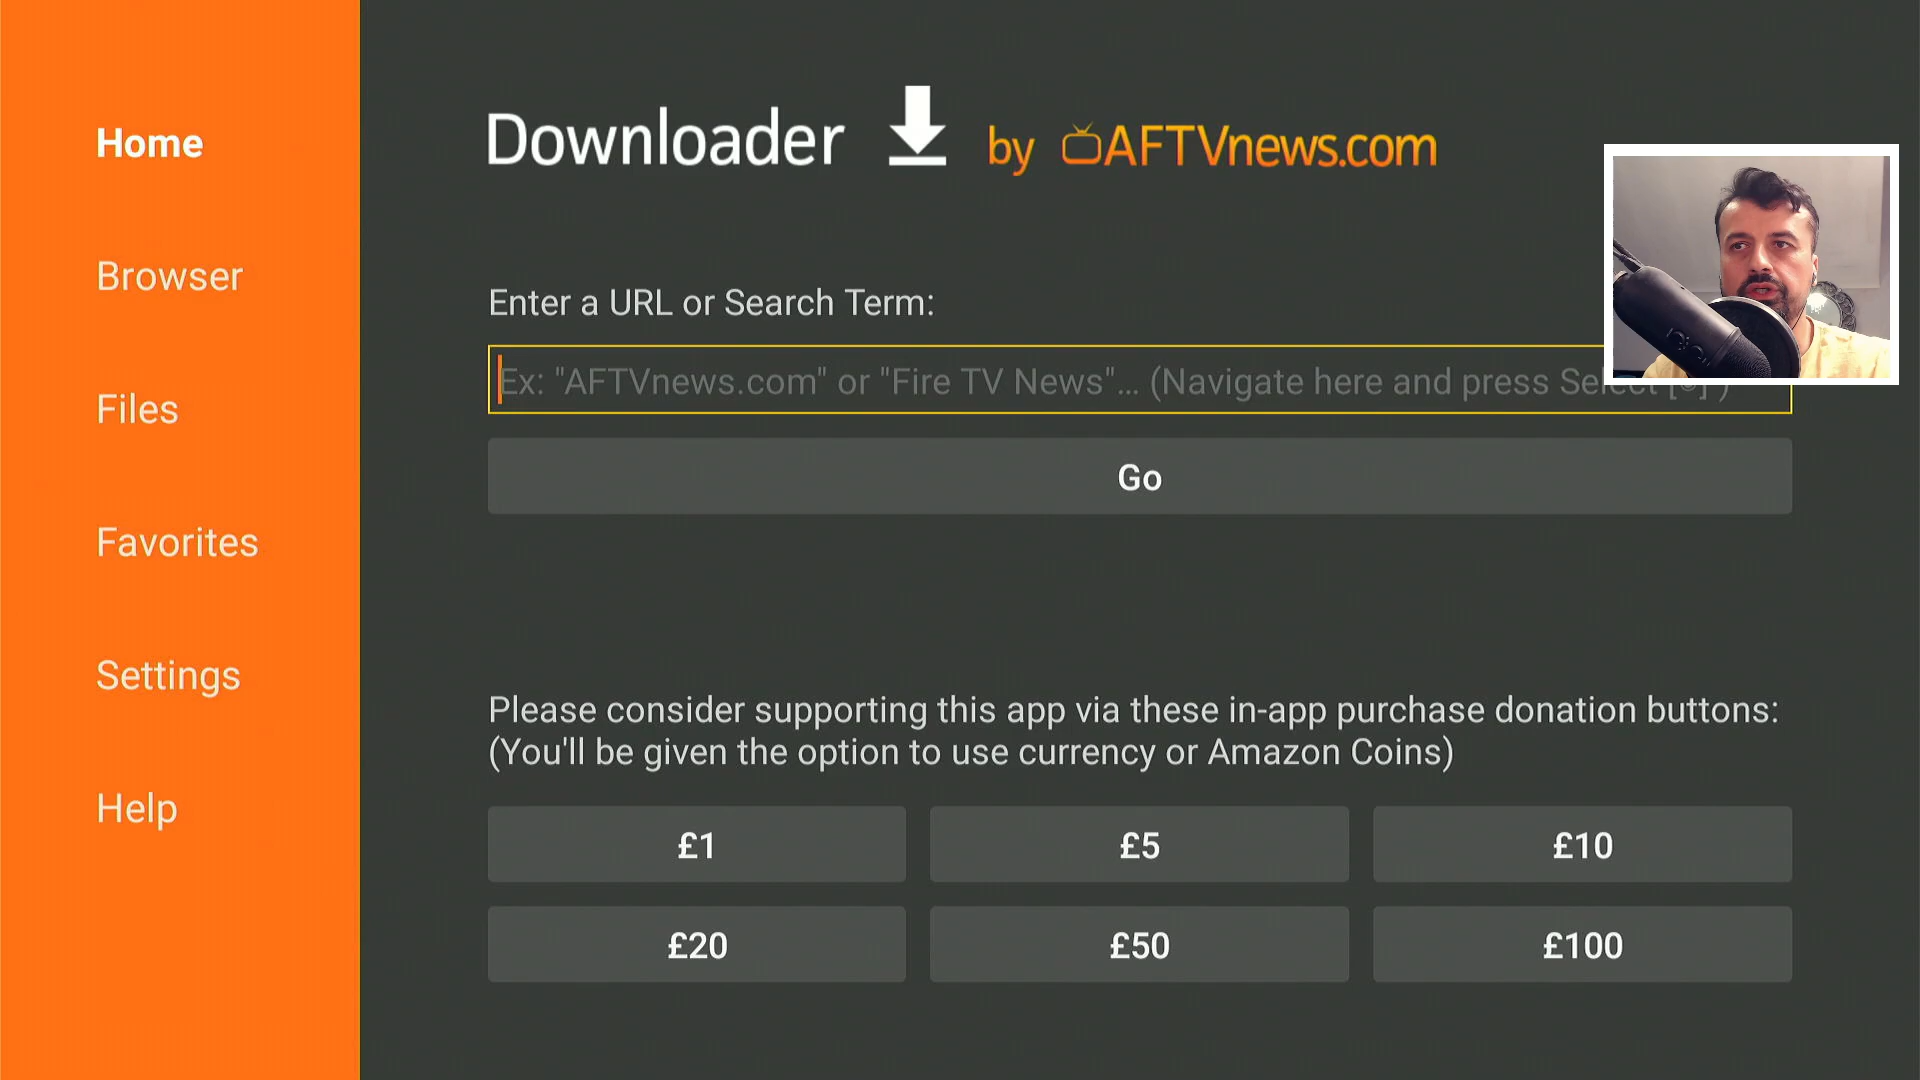 Home
Browser
Files
Favorites
Settings
Help
Downloader by AFTVnews.com
Enter a URL or Search Term:
Ex: "AFTVnews.com" or "Fire TV News"... (Navigate here and press Select [ ] )
Go
Please consider supporting this app via these in-app purchase donation buttons:
(You'll be given the option to use currency or Amazon Coins)
£1 £5 £10
£20 £50 £100